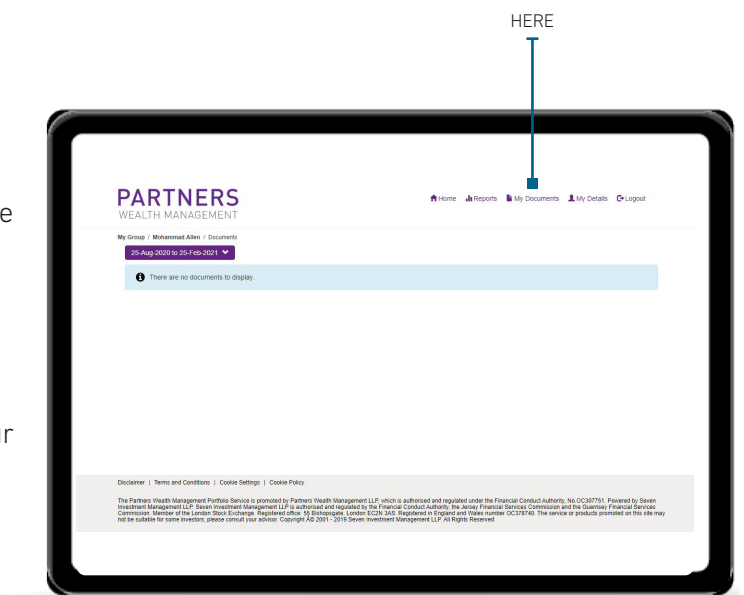 HERE
e
ır
PARTNERS
WEALTH MANAGEMENT
Home Reports My Documents My Details Logout
My Group / Mohammad Allen / Documents
25-Aug-2020 to 25-Feb-2021
There are no documents to display.
Disclaimer | Terms and Conditions | Cookie Settings | Cookie Policy
The Partners Wealth Management Portfolio Service is promoted by Partners Wealth Management LLP, which is authorised and regulated under the Financial Conduct Authority, No.OC307751. Powered by Seven
Investment Management LLP. Seven Investment Management LLP is authorised and regulated by the Financial Conduct Authority, the Jersey Financial Services Commission and the Guernsey Financial Services
Commission. Member of the London Stock Exchange. Registered office: 55 Bishopsgate, London EC2N 3AS. Registered in England and Wales number OC378740. The service or products promoted on this site may
not be suitable for some investors; please consult your advisor. Copyright Â© 2001 - 2019 Seven Investment Management LLP. All Rights Reserved